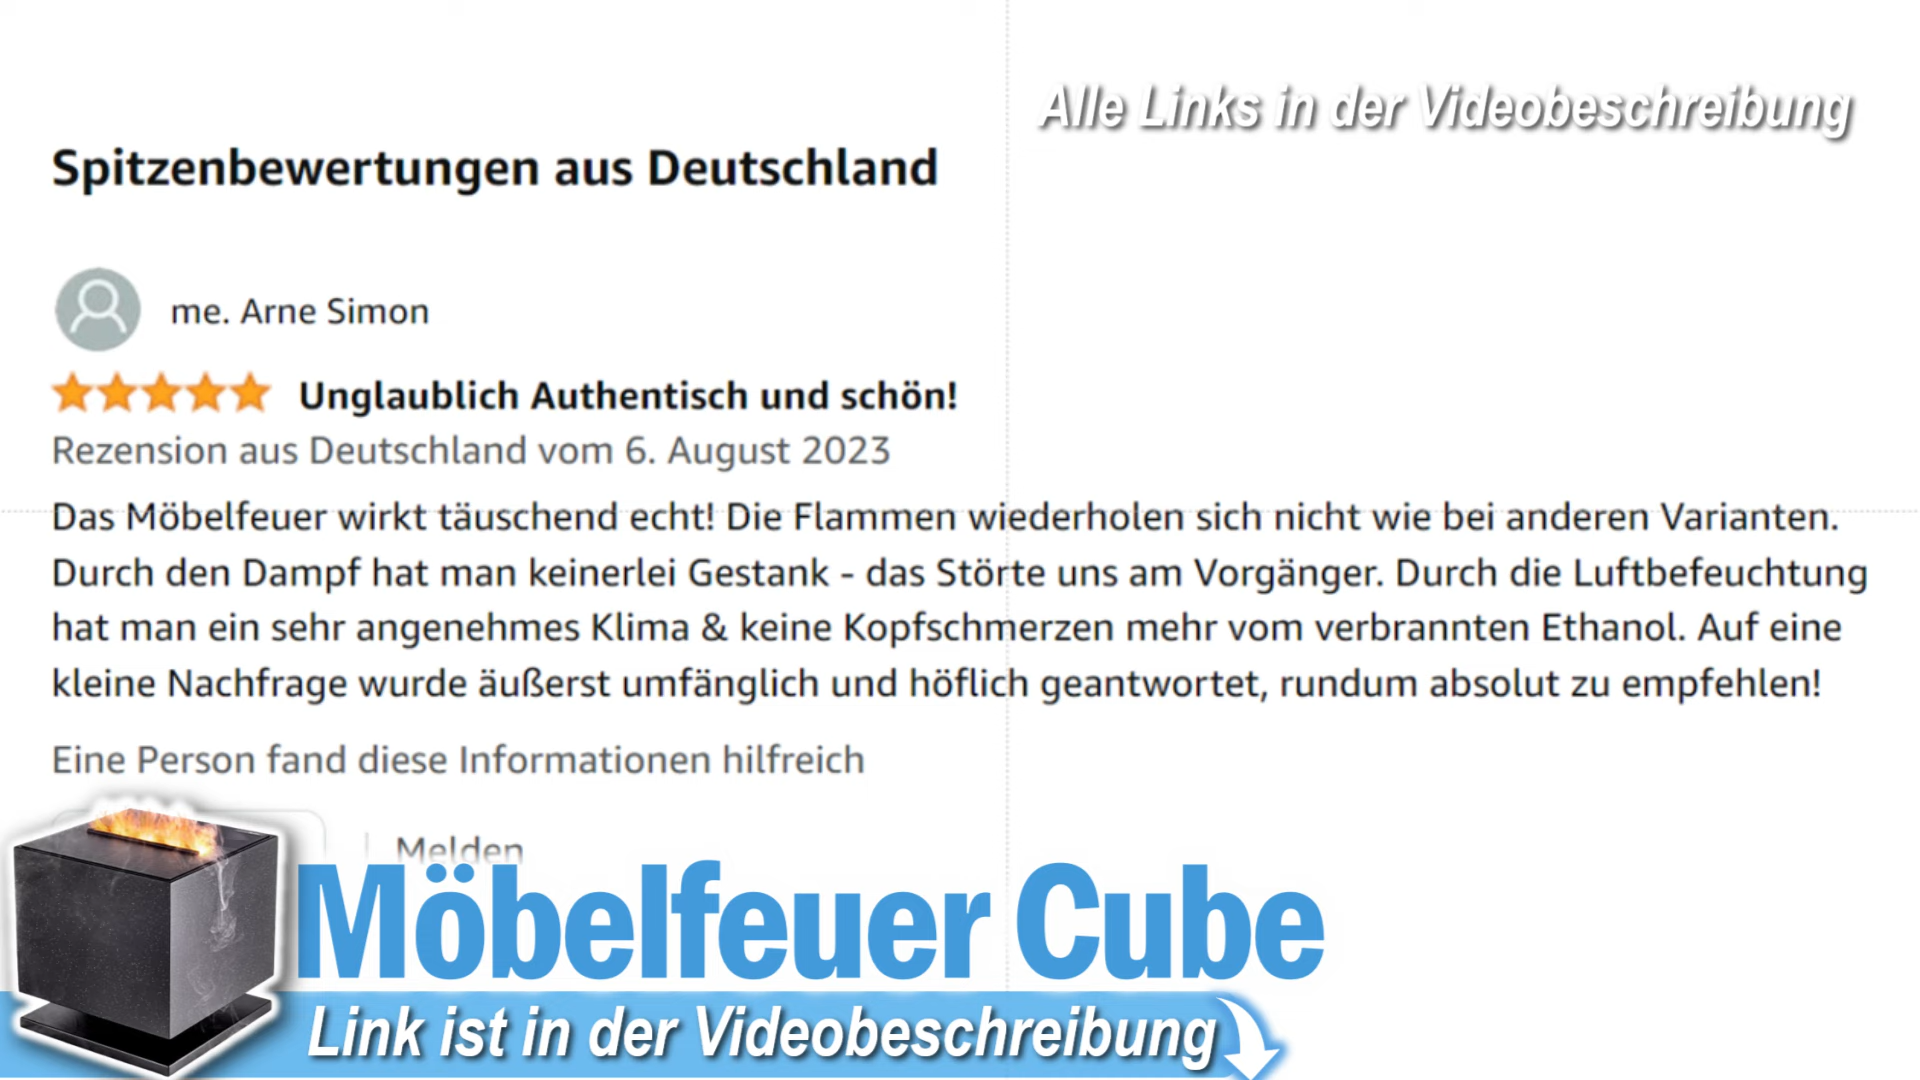 Alle Links in der Videobeschreibung
Spitzenbewertungen aus Deutschland
me. Arne Simon
Unglaublich Authentisch und schön!
Rezension aus Deutschland vom 6. August 2023
Das Möbelfeuer wirkt täuschend echt! Die Flammen wiederholen sich nicht wie bei anderen Varianten.
Durch den Dampf hat man keinerlei Gestank - das Störte uns am Vorgänger. Durch die Luftbefeuchtung
hat man ein sehr angenehmes Klima & keine Kopfschmerzen mehr vom verbrannten Ethanol. Auf eine
kleine Nachfrage wurde äußerst umfänglich und höflich geantwortet, rundum absolut zu empfehlen!
Eine Person fand diese Informationen hilfreich
Melden
Möbelfeuer Cube
Link ist in der Videobeschreibung